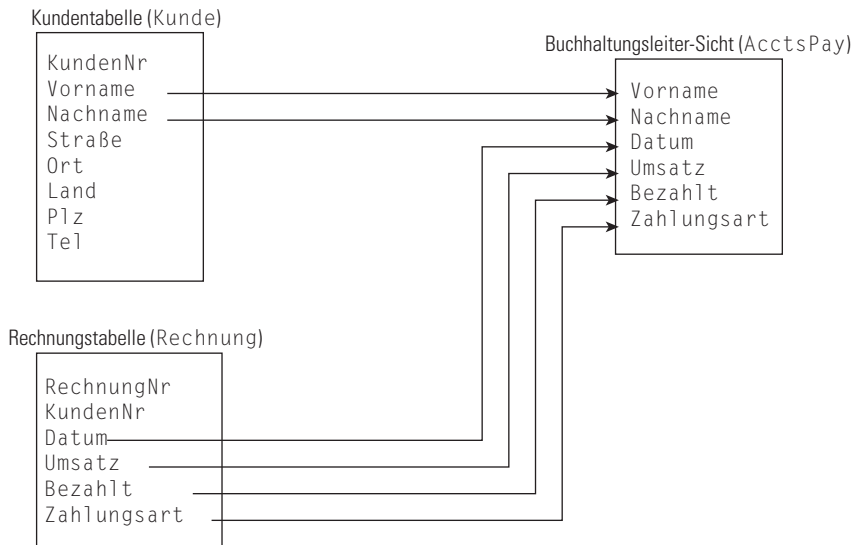 Kundentabelle (Kunde)
KundenNr
Vorname
Nachname
Straße
Ort
Land
Plz
Tel
Buchhaltungsleiter-Sicht (AcctsPay)
Vorname
Nachname
Datum
Umsatz
Bezahlt
Zahlungsart
Rechnungstabelle (Rechnung)
RechnungNr
KundenNr
Datum
Umsatz
Bezahlt
Zahlungsart